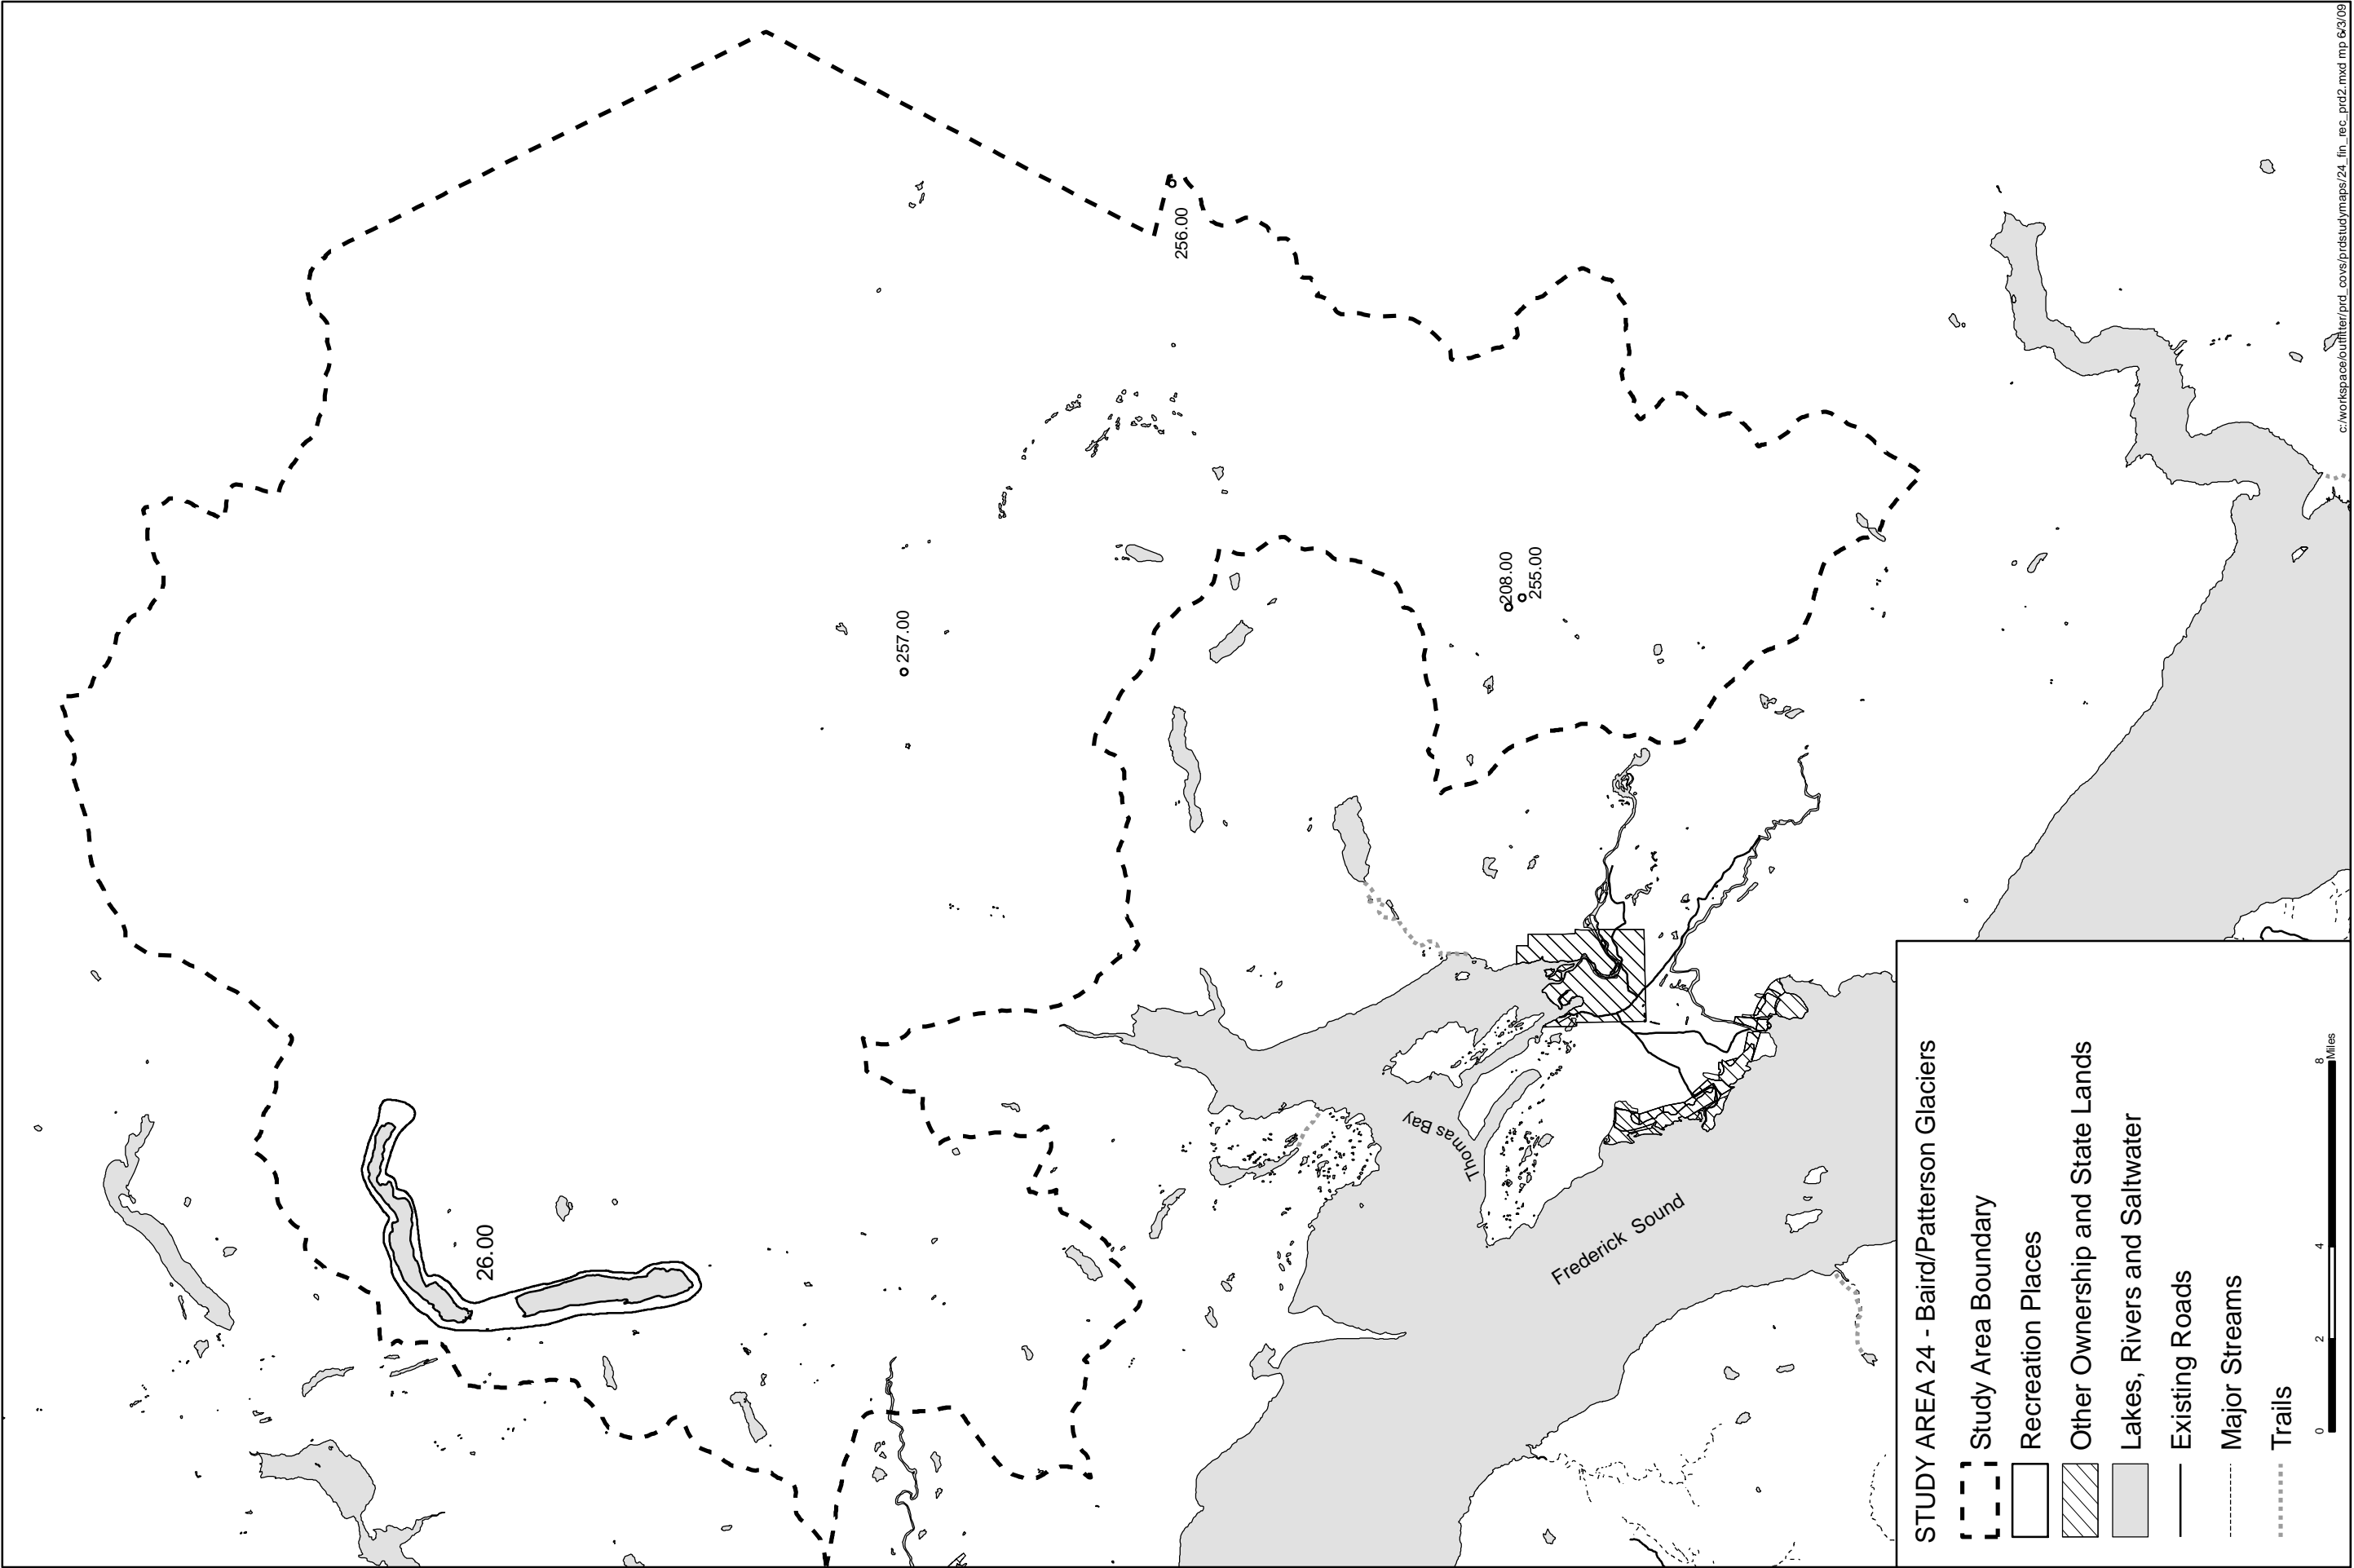 256.00
257.00
208.00
255.00
26.00
Thomas Bay
Frederick Sound
STUDY AREA 24 - Baird/Patterson Glaciers
Study Area Boundary
Recreation Places
Other Ownership and State Lands
Lakes, Rivers and Saltwater
Existing Roads
Major Streams
Trails
0 2 4 8
Miles
c:/workspace/outfitter/prd_covs/prdstudymaps/24_fin_rec_prd2.mxd mp 6/3/09